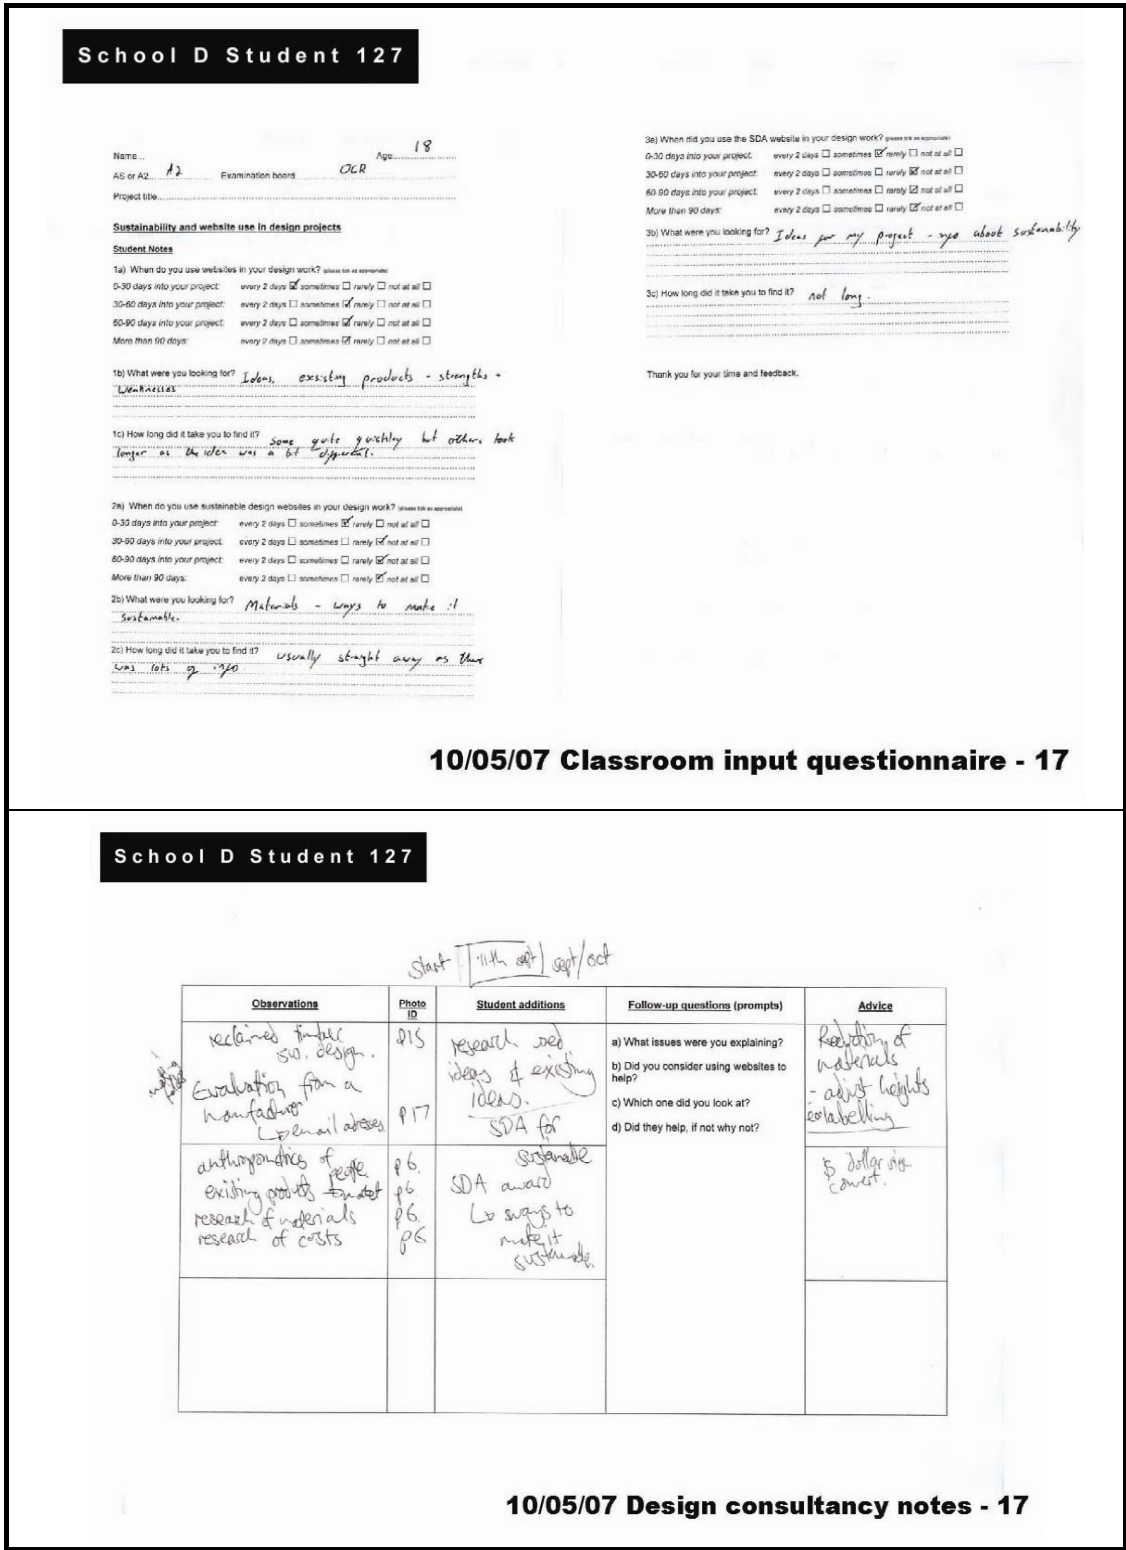 School D Student 127
Name...
Age 18
AS or A2 A2 Examination board OCR
Project title
Sustainability and website use in design projects
Student Notes
1a) When do you use websites in your design work? (please tick as appropriate)
0-30 days into your project: every 2 days ☑ sometimes ☐ rarely ☐ not at all ☐
30-60 days into your project: every 2 days ☐ sometimes ☑ rarely ☐ not at all ☐
60-90 days into your project: every 2 days ☐ sometimes ☑ rarely ☐ not at all ☐
More than 90 days: every 2 days ☐ sometimes ☑ rarely ☐ not at all ☐
1b) What were you looking for? Ideas, exsisting products - strengths +
weaknesses
1c) How long did it take you to find it? Some quite quickley but others took
longer as the idea was a bit different.
2a) When do you use sustainable design websites in your design work? (please tick as appropriate)
0-30 days into your project: every 2 days ☐ sometimes ☑ rarely ☐ not at all ☐
30-60 days into your project: every 2 days ☐ sometimes ☐ rarely ☑ not at all ☐
60-90 days into your project: every 2 days ☐ sometimes ☐ rarely ☑ not at all ☐
More than 90 days: every 2 days ☐ sometimes ☐ rarely ☑ not at all ☐
2b) What were you looking for? Materials - ways to make it
Sustainable.
2c) How long did it take you to find it? usually straight away as there
was lots of info
3a) When did you use the SDA website in your design work? (please tick as appropriate)
0-30 days into your project: every 2 days ☐ sometimes ☑ rarely ☐ not at all ☐
30-60 days into your project: every 2 days ☐ sometimes ☐ rarely ☑ not at all ☐
60-90 days into your project: every 2 days ☐ sometimes ☐ rarely ☑ not at all ☐
More than 90 days: every 2 days ☐ sometimes ☐ rarely ☑ not at all ☐
3b) What were you looking for? Ideas for my project - info about sustainability
3c) How long did it take you to find it? not long.
Thank you for your time and feedback.
10/05/07 Classroom input questionnaire - 17
School D Student 127
Start 11th sept sept/oct
Observations
Photo
ID
Student additions
Follow-up questions (prompts)
Advice
reclaimed timber
sus. design.
Evaluation from a
manufacturer
email
p15
p17
research
ideas & existing
ideas.
SDA for
sustainable
a) What issues were you explaining?
b) Did you consider using websites to
help?
c) Which one did you look at?
d) Did they help, if not why not?
Reduction of
materials
- adjust heights
ecolabelling
of people
existing products
research of materials
research of costs
p6.
p6
p6.
p6
SDA award
ways to
make it
sustainable.
$ dollar sign
convert.
10/05/07 Design consultancy notes - 17